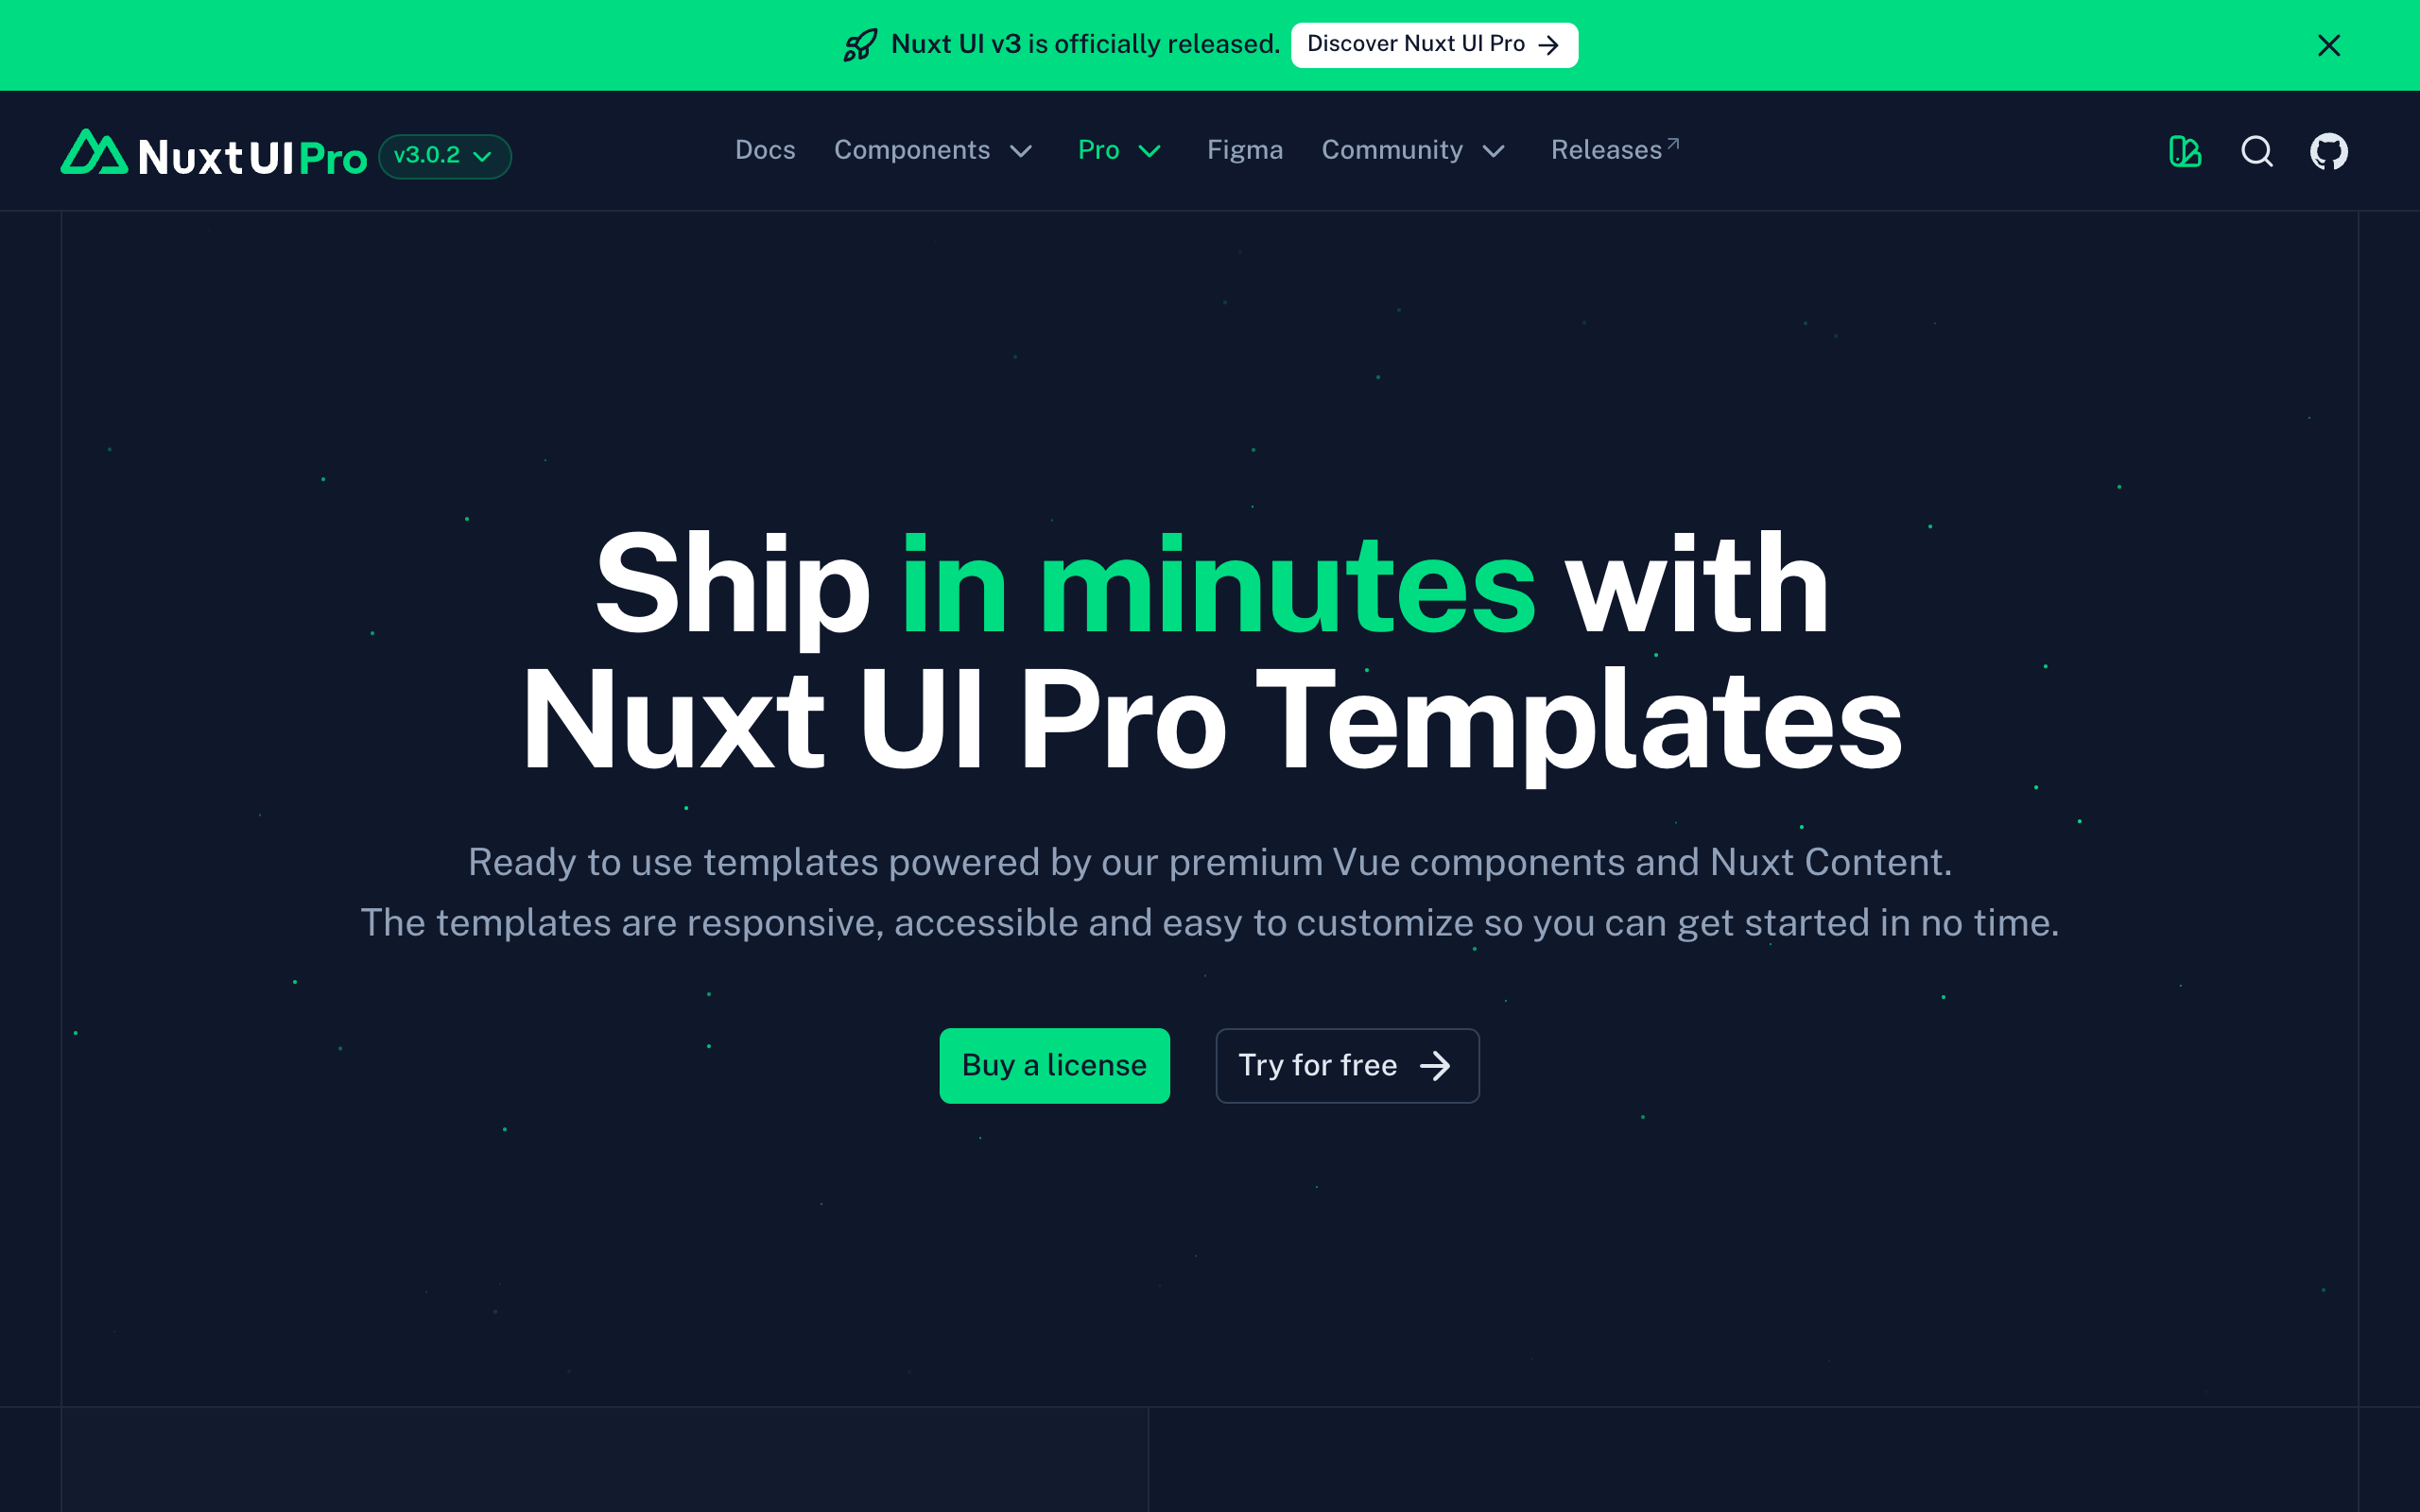 Nuxt UI v3 is officially released. Discover Nuxt UI Pro
Nuxt UI Pro v3.0.2 Docs Components Pro Figma Community Releases
Ship in minutes with
Nuxt UI Pro Templates
Ready to use templates powered by our premium Vue components and Nuxt Content.
The templates are responsive, accessible and easy to customize so you can get started in no time.
Buy a license Try for free